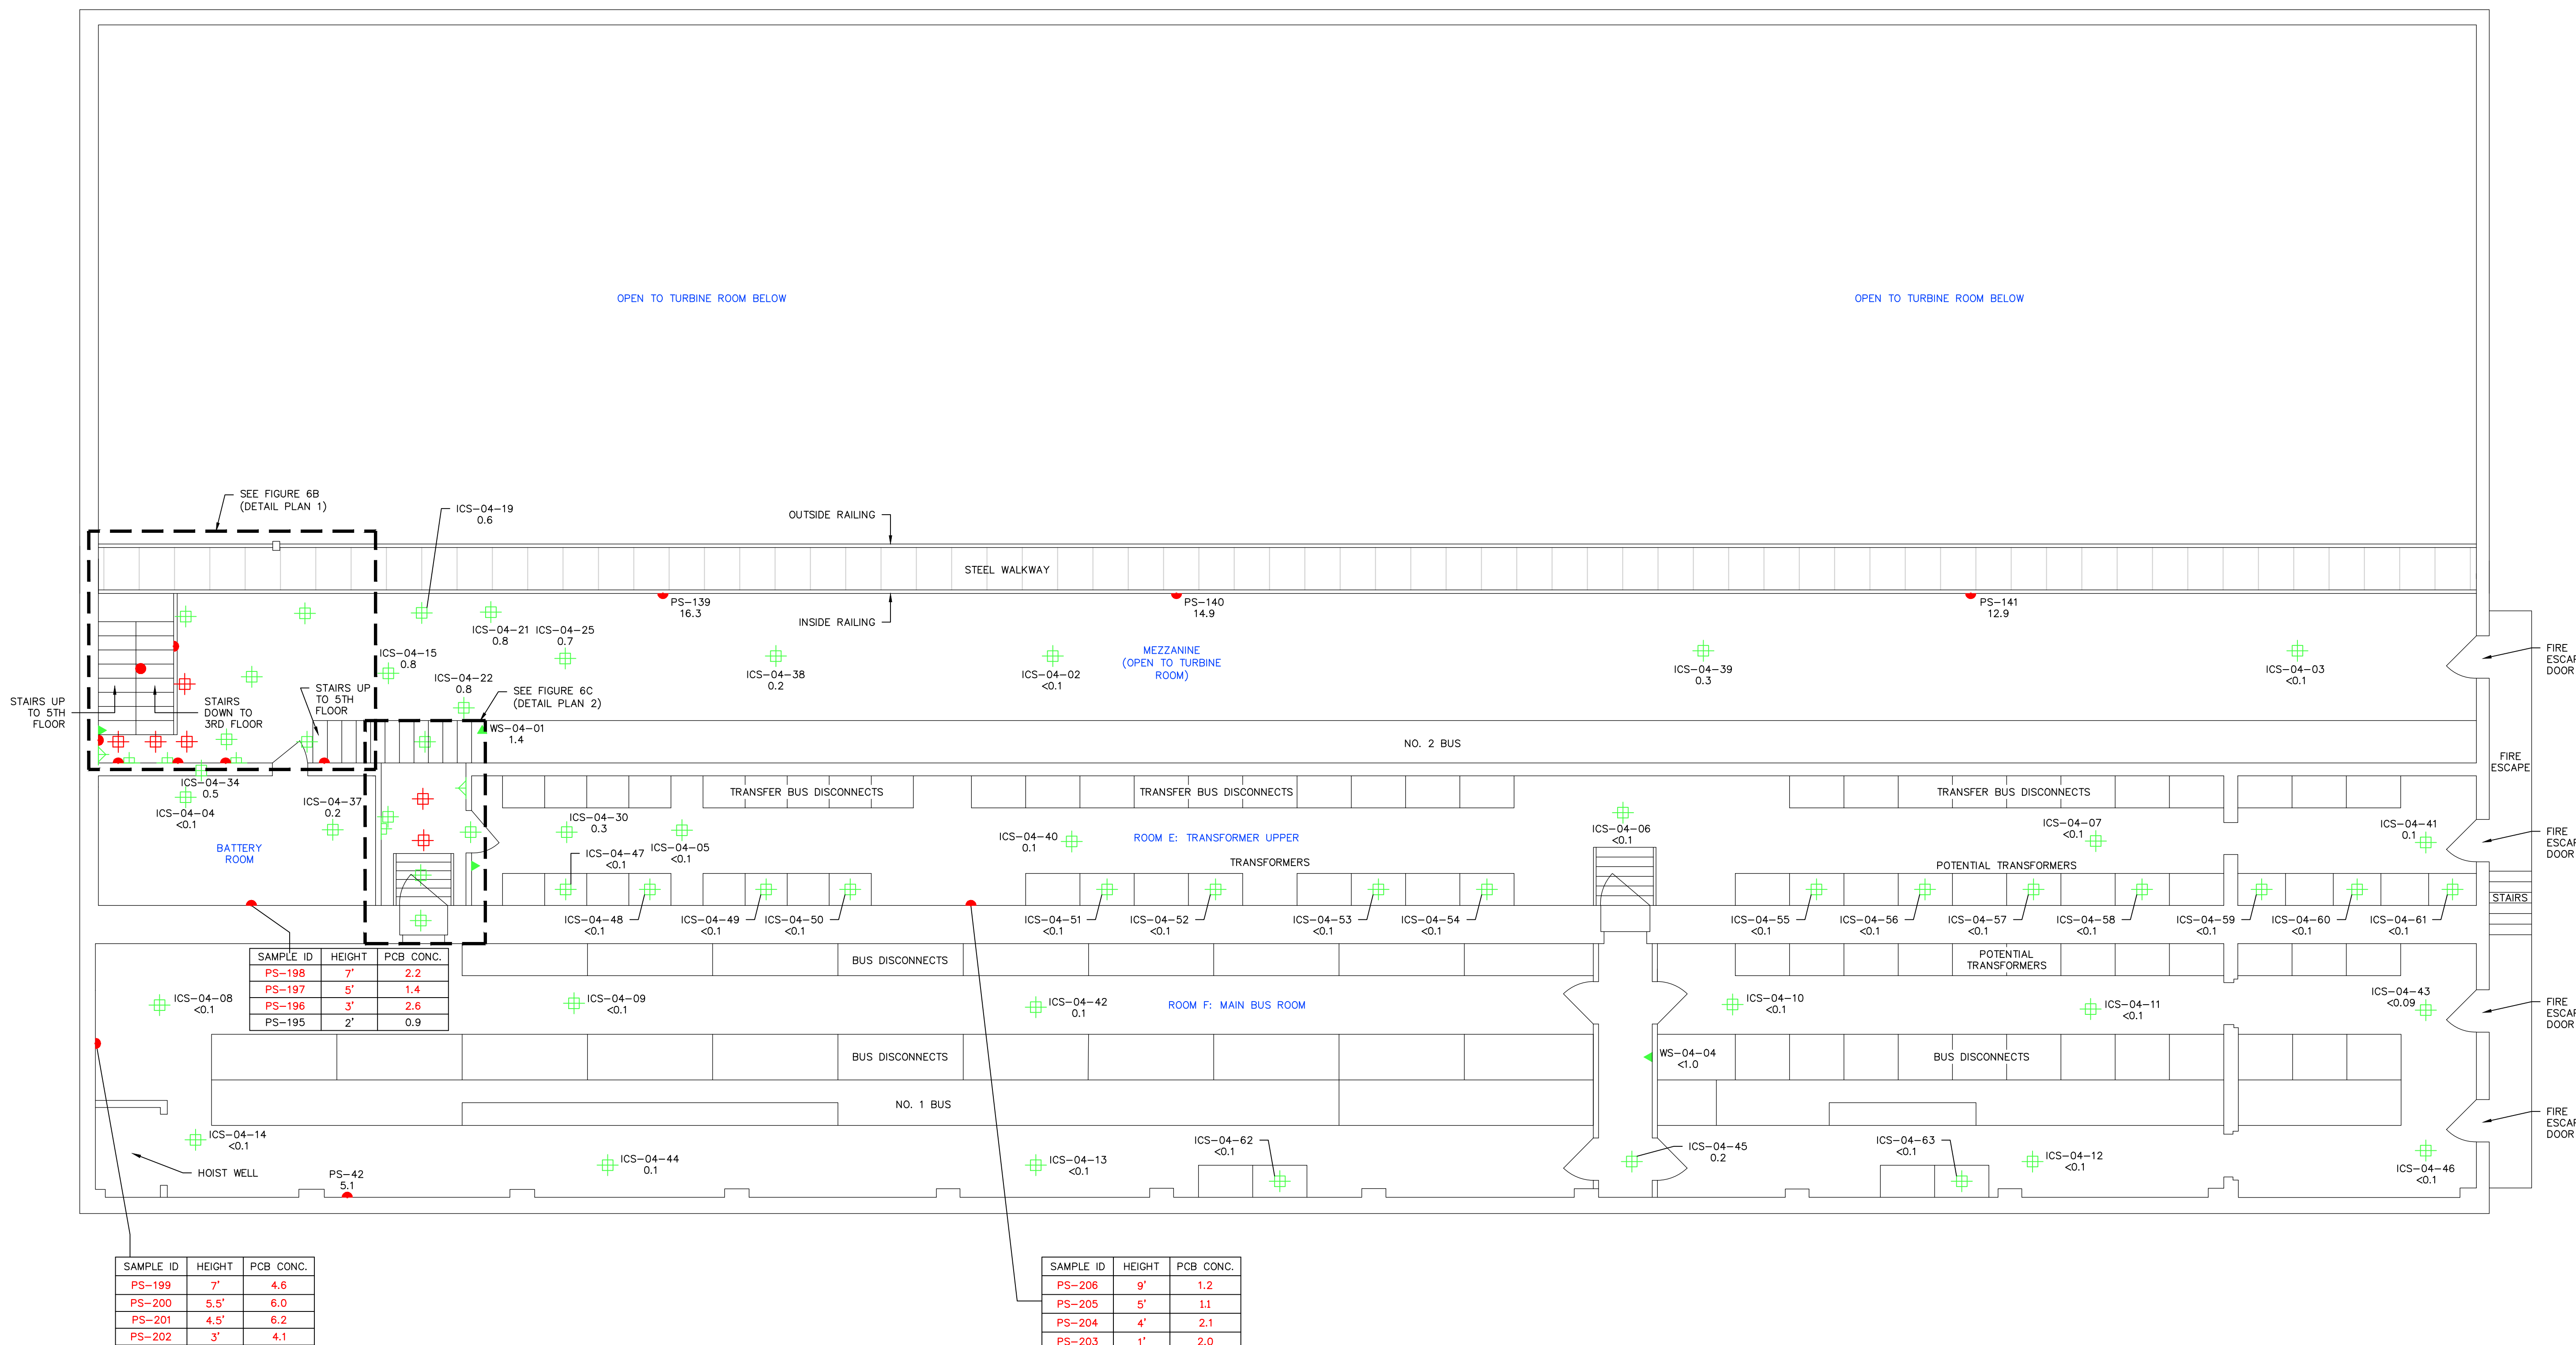 OPEN TO TURBINE ROOM BELOW
OPEN TO TURBINE ROOM BELOW
SEE FIGURE 6B
(DETAIL PLAN 1)
ICS-04-19
0.6
OUTSIDE RAILING
STEEL WALKWAY
INSIDE RAILING
PS-139
16.3
PS-140
14.9
PS-141
12.9
ICS-04-21
0.8
ICS-04-25
0.7
ICS-04-15
0.8
ICS-04-22
0.8
ICS-04-38
0.2
ICS-04-02
<0.1
MEZZANINE
(OPEN TO TURBINE
ROOM)
ICS-04-39
0.3
ICS-04-03
<0.1
FIRE
DOOR
STAIRS UP
TO 5TH
FLOOR
STAIRS
DOWN TO
3RD FLOOR
STAIRS UP
TO 5TH
FLOOR
SEE FIGURE 6C
(DETAIL PLAN 2)
WS-04-01
1.4
NO. 2 BUS
FIRE
ESCAPE
ICS-04-34
0.5
ICS-04-04
<0.1
ICS-04-37
0.2
BATTERY
ROOM
TRANSFER BUS DISCONNECTS
TRANSFER BUS DISCONNECTS
TRANSFER BUS DISCONNECTS
ICS-04-30
0.3
ICS-04-05
<0.1
ICS-04-47
<0.1
ICS-04-40
0.1
ROOM E: TRANSFORMER UPPER
TRANSFORMERS
ICS-04-06
<0.1
ICS-04-07
<0.1
POTENTIAL TRANSFORMERS
ICS-04-41
0.1
FIRE
DOOR
ICS-04-48
<0.1
ICS-04-49
<0.1
ICS-04-50
<0.1
ICS-04-51
<0.1
ICS-04-52
<0.1
ICS-04-53
<0.1
ICS-04-54
<0.1
ICS-04-55
<0.1
ICS-04-56
<0.1
ICS-04-57
<0.1
ICS-04-58
<0.1
ICS-04-59
<0.1
ICS-04-60
<0.1
ICS-04-61
<0.1
STAIRS
SAMPLE ID HEIGHT PCB CONC.
PS-198 7' 2.2
PS-197 5' 1.4
PS-196 3' 2.6
PS-195 2' 0.9
BUS DISCONNECTS
POTENTIAL
TRANSFORMERS
ICS-04-08
<0.1
ICS-04-09
<0.1
ICS-04-42
0.1
ROOM F: MAIN BUS ROOM
ICS-04-10
<0.1
ICS-04-11
<0.1
ICS-04-43
<0.09
FIRE
DOOR
BUS DISCONNECTS
WS-04-04
<1.0
BUS DISCONNECTS
NO. 1 BUS
ICS-04-14
<0.1
HOIST WELL
PS-42
5.1
ICS-04-44
0.1
ICS-04-13
<0.1
ICS-04-62
<0.1
ICS-04-45
0.2
ICS-04-63
<0.1
ICS-04-12
<0.1
ICS-04-46
<0.1
FIRE
DOOR
SAMPLE ID HEIGHT PCB CONC.
PS-199 7' 4.6
PS-200 5.5' 6.0
PS-201 4.5' 6.2
PS-202 3' 4.1
SAMPLE ID HEIGHT PCB CONC.
PS-206 9' 1.2
PS-205 5' 1.1
PS-204 4' 2.1
PS-203 1' 2.0